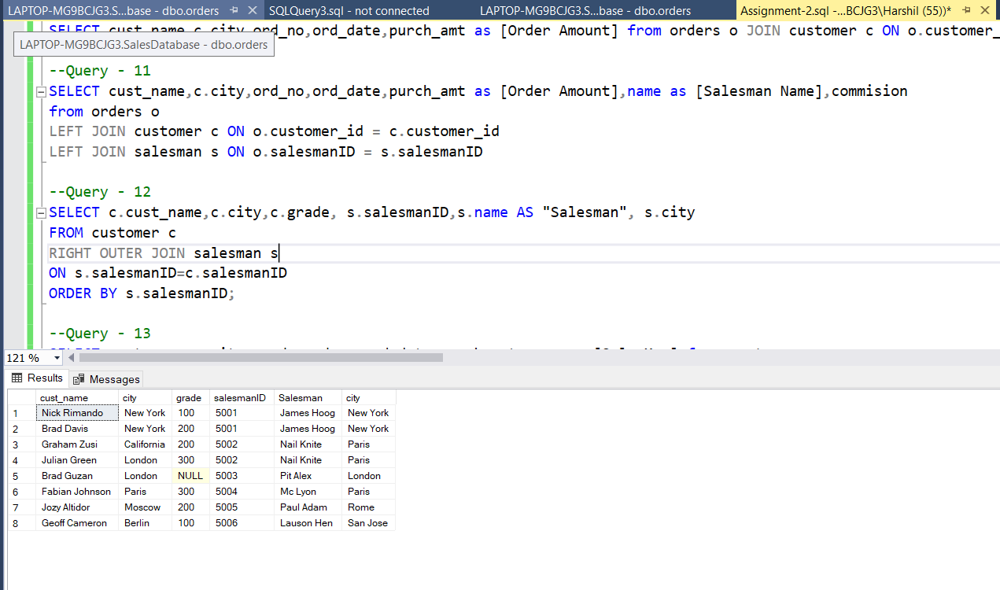 LAPTOP-MG9BCJG3.S...base - dbo.orders SQLQuery3.sql - not connected LAPTOP-MG9BCJG3.S...base - dbo.orders Assignment-2.sql -...BCJG3\Harshil (55))*
SELECT cust_name,c.city,ord_no,ord_date,purch_amt as [Order Amount] from orders o JOIN customer c ON o.customer_
LAPTOP-MG9BCJG3.SalesDatabase - dbo.orders
--Query - 11
SELECT cust_name,c.city,ord_no,ord_date,purch_amt as [Order Amount],name as [Salesman Name],commision
from orders o
LEFT JOIN customer c ON o.customer_id = c.customer_id
LEFT JOIN salesman s ON o.salesmanID = s.salesmanID
--Query - 12
SELECT c.cust_name,c.city,c.grade, s.salesmanID,s.name AS "Salesman", s.city
FROM customer c
RIGHT OUTER JOIN salesman s
ON s.salesmanID=c.salesmanID
ORDER BY s.salesmanID;
--Query - 13
121 %
Results Messages
cust_name city grade salesmanID Salesman city
1 Nick Rimando New York 100 5001 James Hoog New York
2 Brad Davis New York 200 5001 James Hoog New York
3 Graham Zusi California 200 5002 Nail Knite Paris
4 Julian Green London 300 5002 Nail Knite Paris
5 Brad Guzan London NULL 5003 Pit Alex London
6 Fabian Johnson Paris 300 5004 Mc Lyon Paris
7 Jozy Altidor Moscow 200 5005 Paul Adam Rome
8 Geoff Cameron Berlin 100 5006 Lauson Hen San Jose